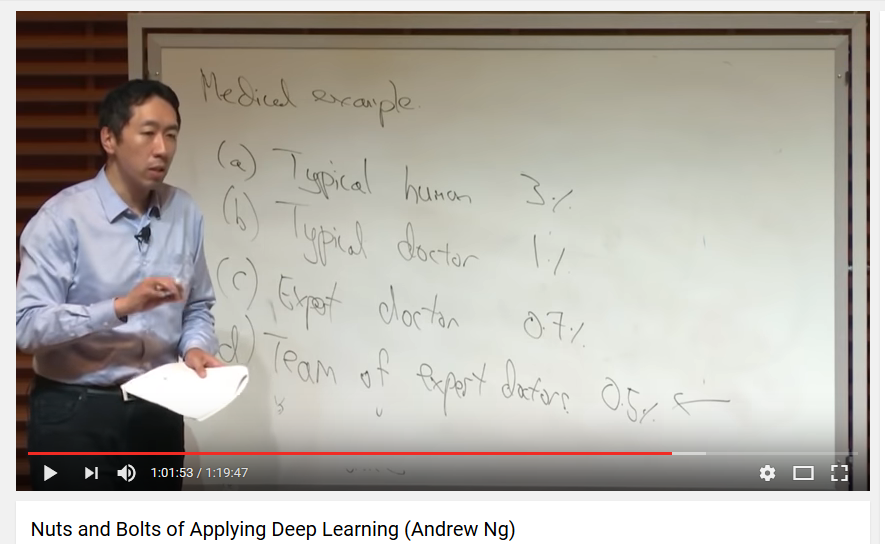 Medical example
(a) Typical human 3%
(b) Typical doctor 1%
(c) Expert doctor 0.7%
d) Team of expert doctors 0.5% ←
1:01:53 / 1:19:47
Nuts and Bolts of Applying Deep Learning (Andrew Ng)